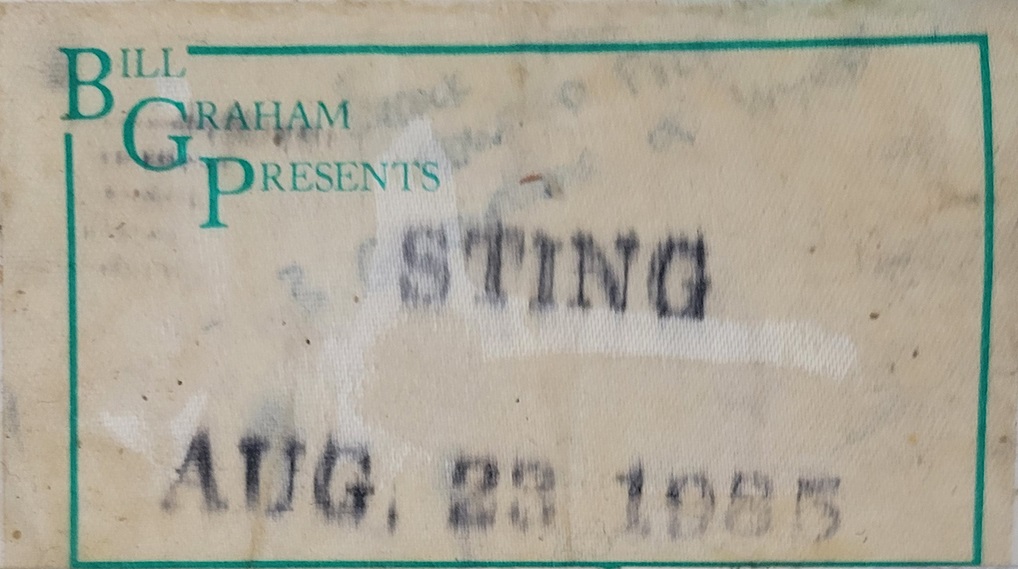 BILL
GRAHAM
PRESENTS
STING
AUG, 23 1985